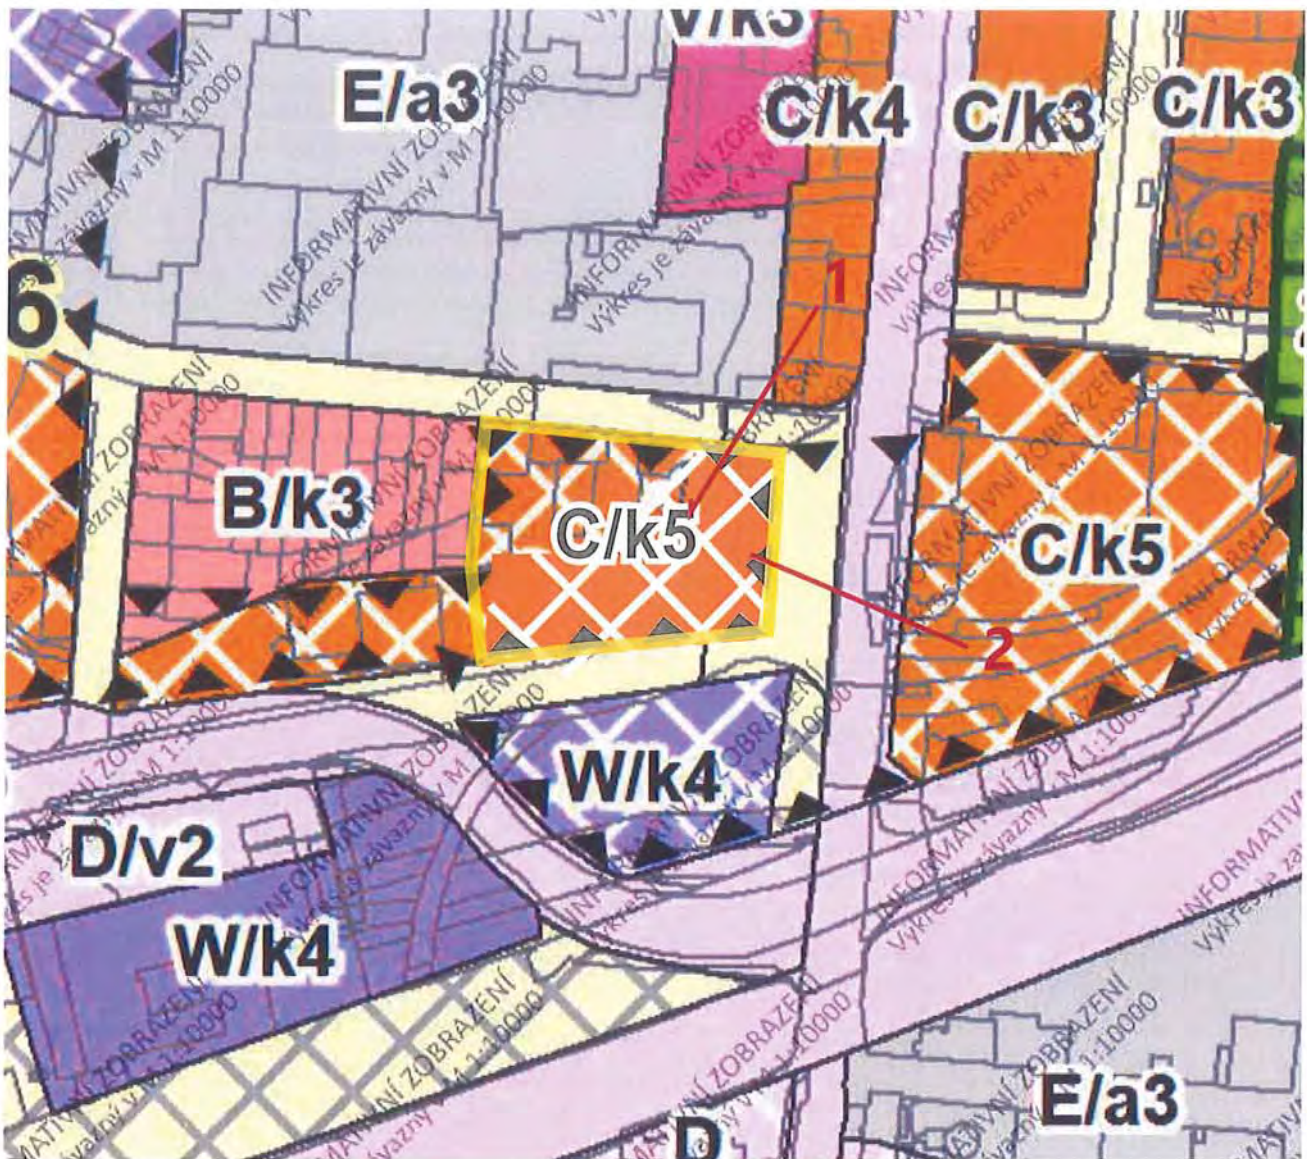 V/k3
E/a3
C/k4
C/k3
C/k3
1
6
B/k3
C/k5
C/k5
2
W/k4
D/v2
W/k4
E/a3
D
INFORMATIVNÍ ZOBRAZENÍ
Výkres je závazný v M 1:10000